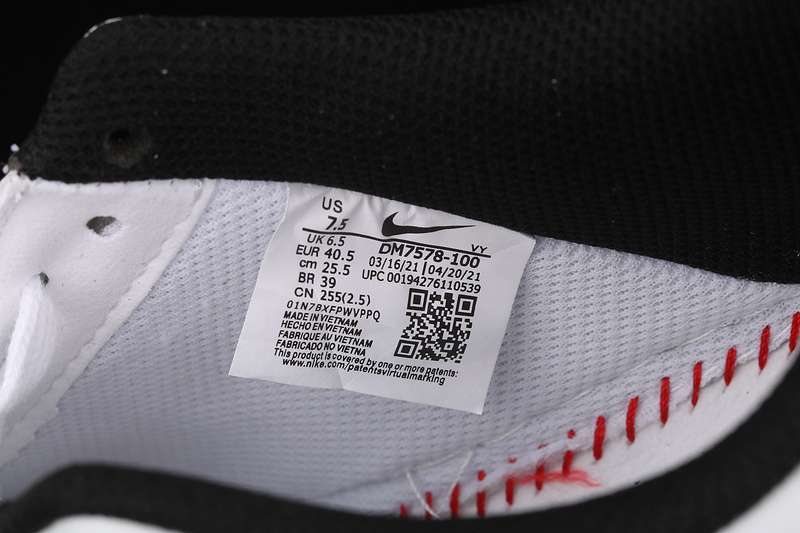 US
7.5
UK 6.5
EUR 40.5
cm 25.5
BR 39
CN 255(2.5)
VY
DM7578-100
03/16/21 | 04/20/21
UPC 00194276110539
01N7BXFPWVPPQ
MADE IN VIETNAM
HECHO EN VIETNAM
FABRIQUE AU VIETNAM
FABRICADO NO VIETNA
This product is covered by one or more patents:
www.nike.com/patentsvirtualmarking